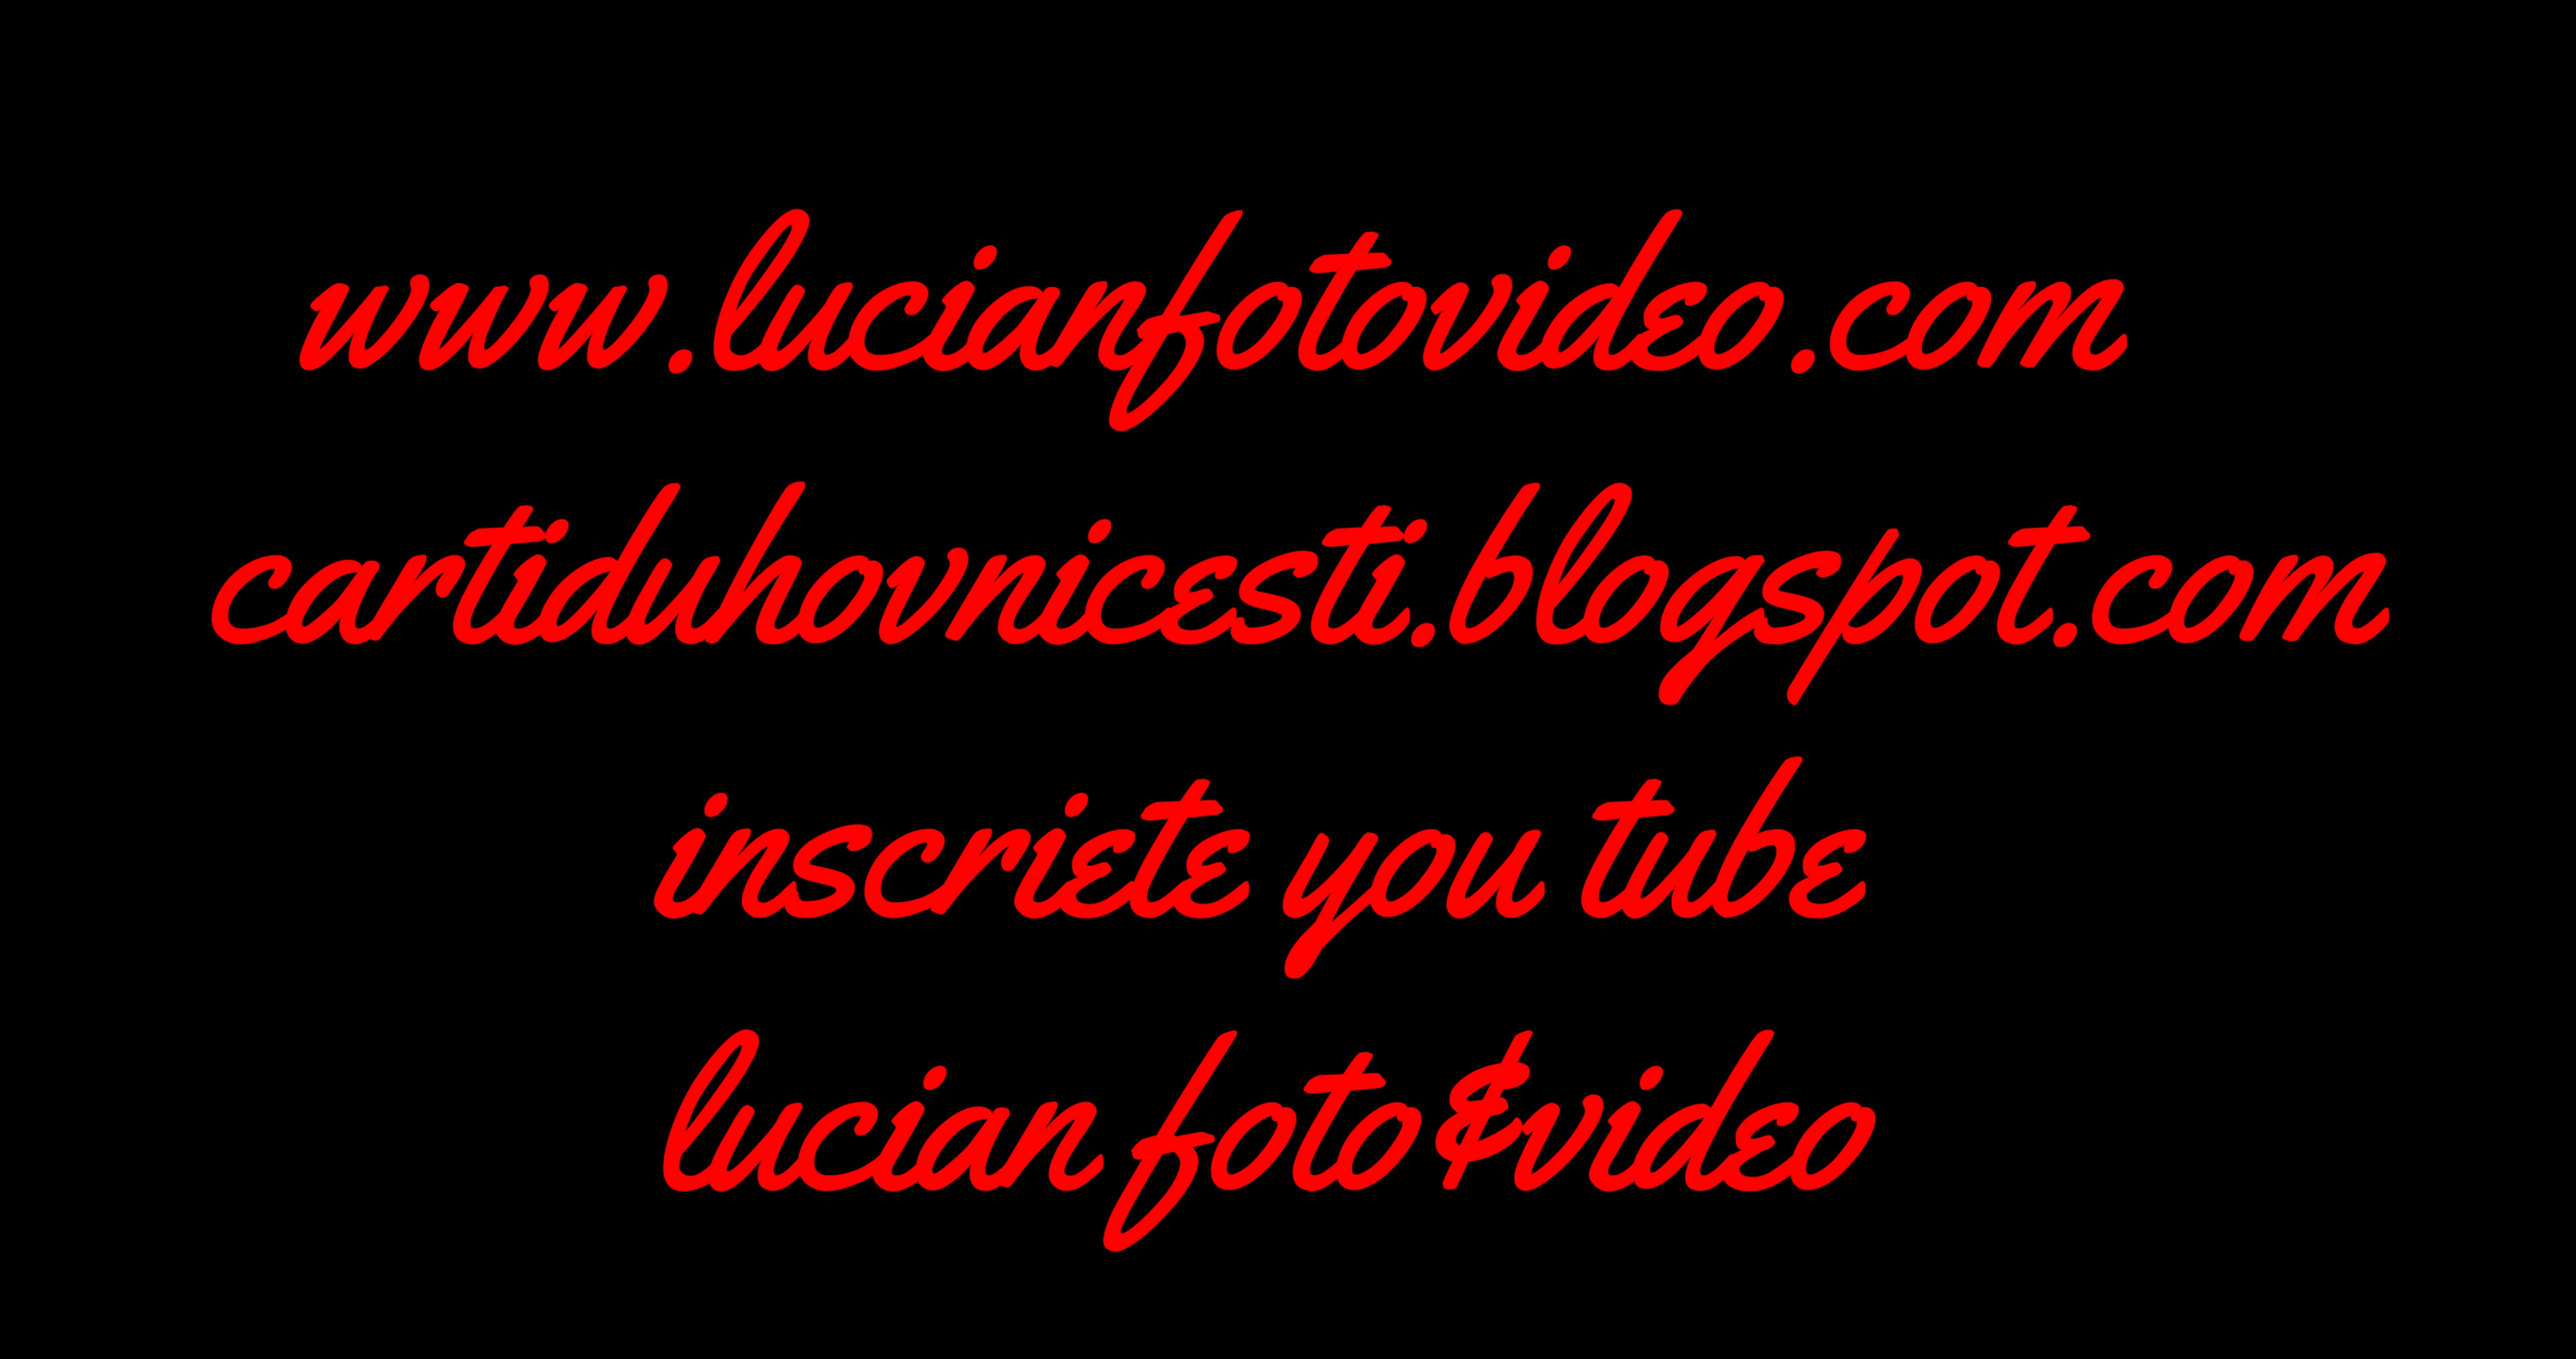 www.lucianfotovideo.com
cartiduhovnicesti.blogspot.com
inscriete you tube
lucian foto&video